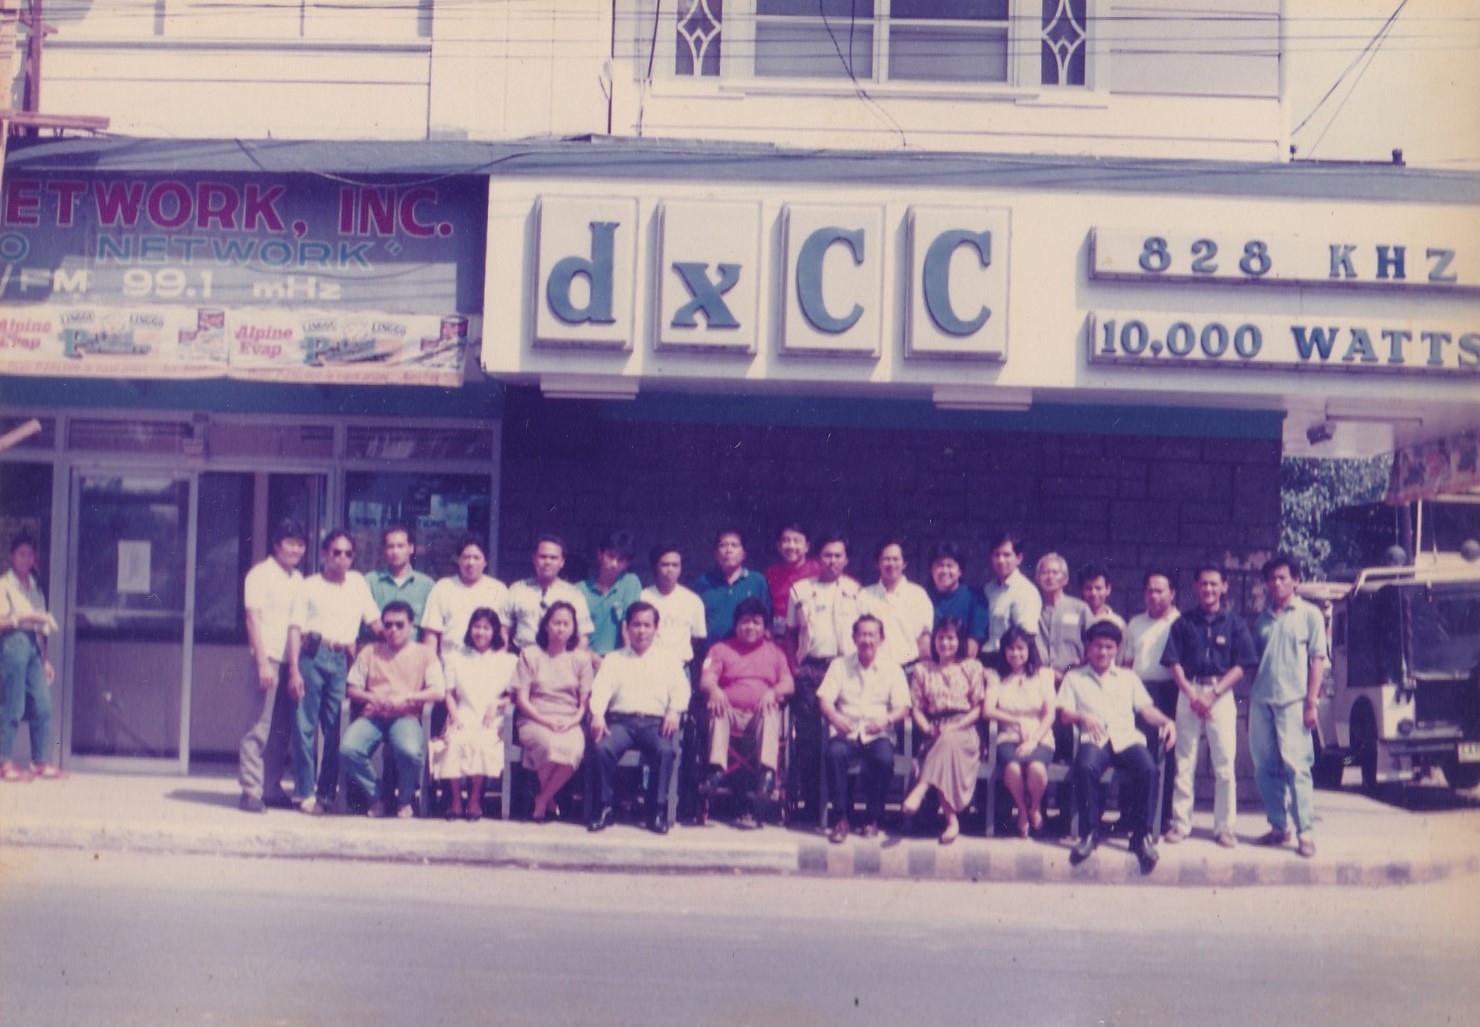 ETWORK, INC.
O NETWORK"
/FM 99.1 mHz
Alpine
Evap
LINGGO LINGGO
Alpine
Evap
LINGGO LINGGO
dxCC
828 KHZ
10,000 WATTS